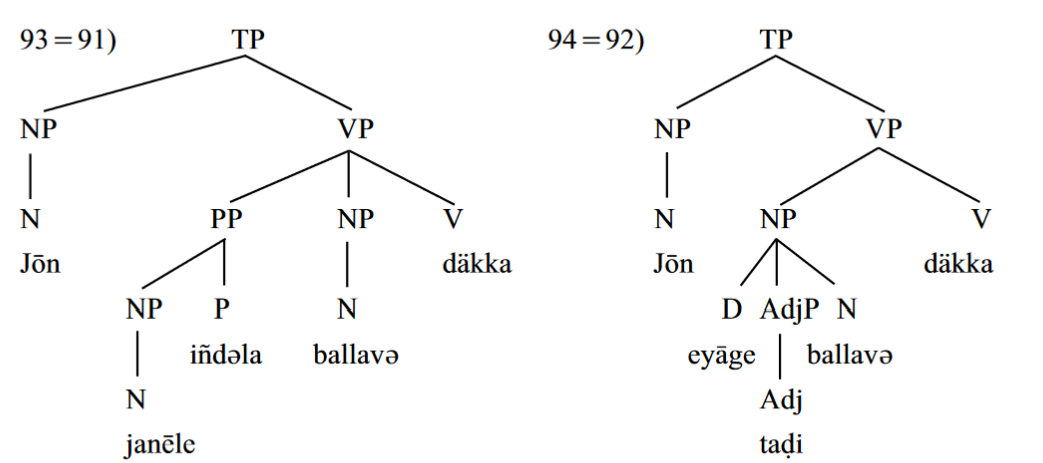 93=91) TP 94=92) TP
NP VP NP VP
N PP NP V N NP V
Jōn däkka Jōn däkka
NP P N D AdjP N
iñdəla ballavə eyāge ballavə
N Adj
janēle taḍi